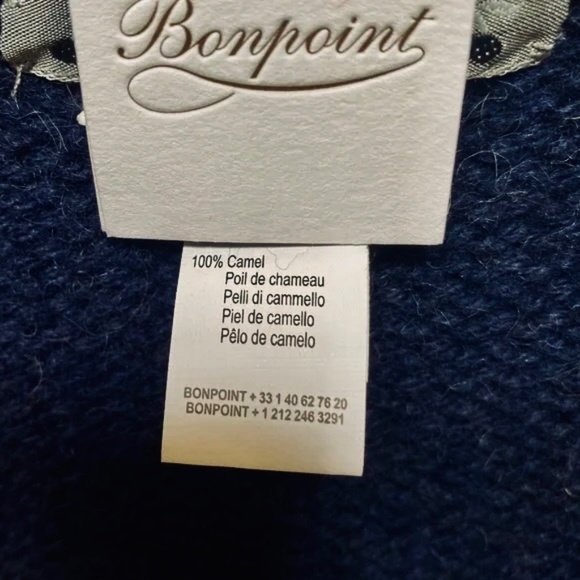 Bonpoint
100% Camel
Poil de chameau
Pelli di cammello
Piel de camello
Pêlo de camelo
BONPOINT + 33 1 40 62 76 20
BONPOINT + 1 212 246 3291